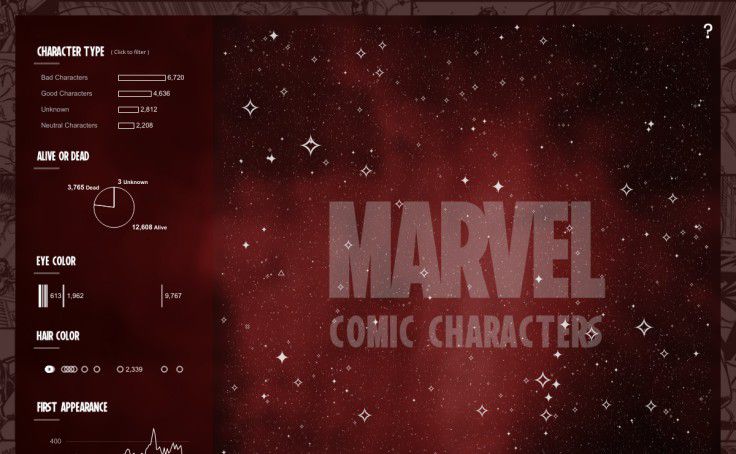 ?
CHARACTER TYPE ( Click to filter )
Bad Characters 6,720
Good Characters 4,636
Unknown 2,812
Neutral Characters 2,208
ALIVE OR DEAD
3 Unknown
3,765 Dead
12,608 Alive
EYE COLOR
613 1,962 9,767
HAIR COLOR
2,339
FIRST APPEARANCE
400
MARVEL
COMIC CHARACTERS